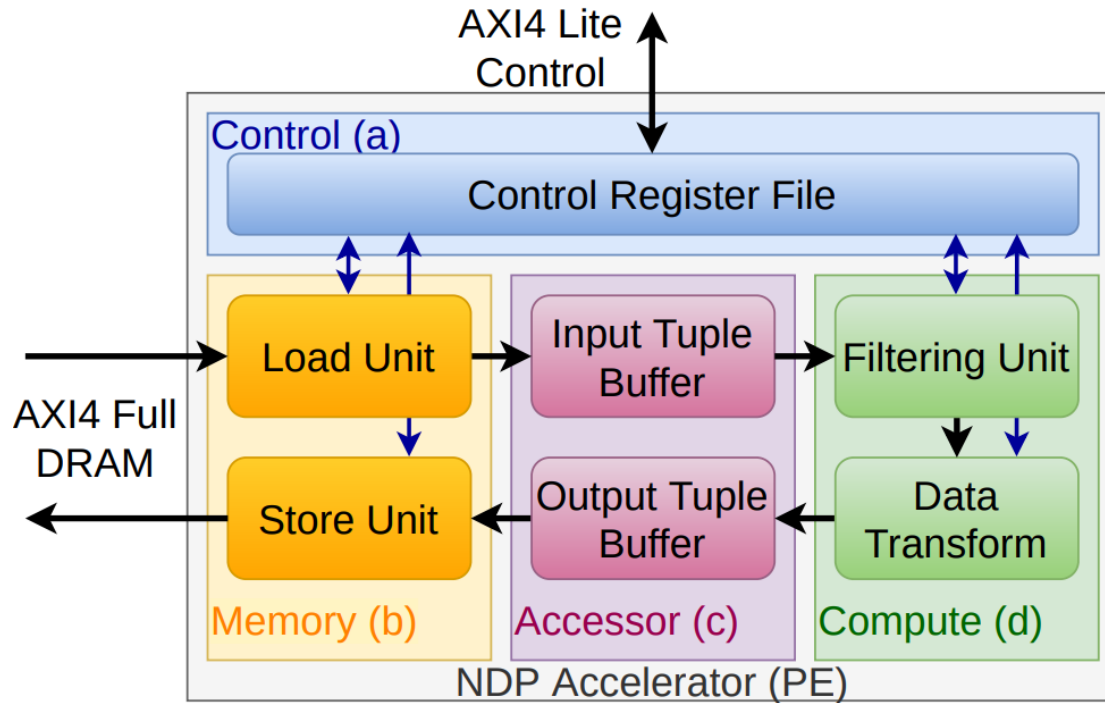 AXI4 Lite
Control
Control (a)
Control Register File
Load Unit
Input Tuple
Buffer
Filtering Unit
AXI4 Full
DRAM
Store Unit
Output Tuple
Buffer
Data
Transform
Memory (b)
Accessor (c)
Compute (d)
NDP Accelerator (PE)